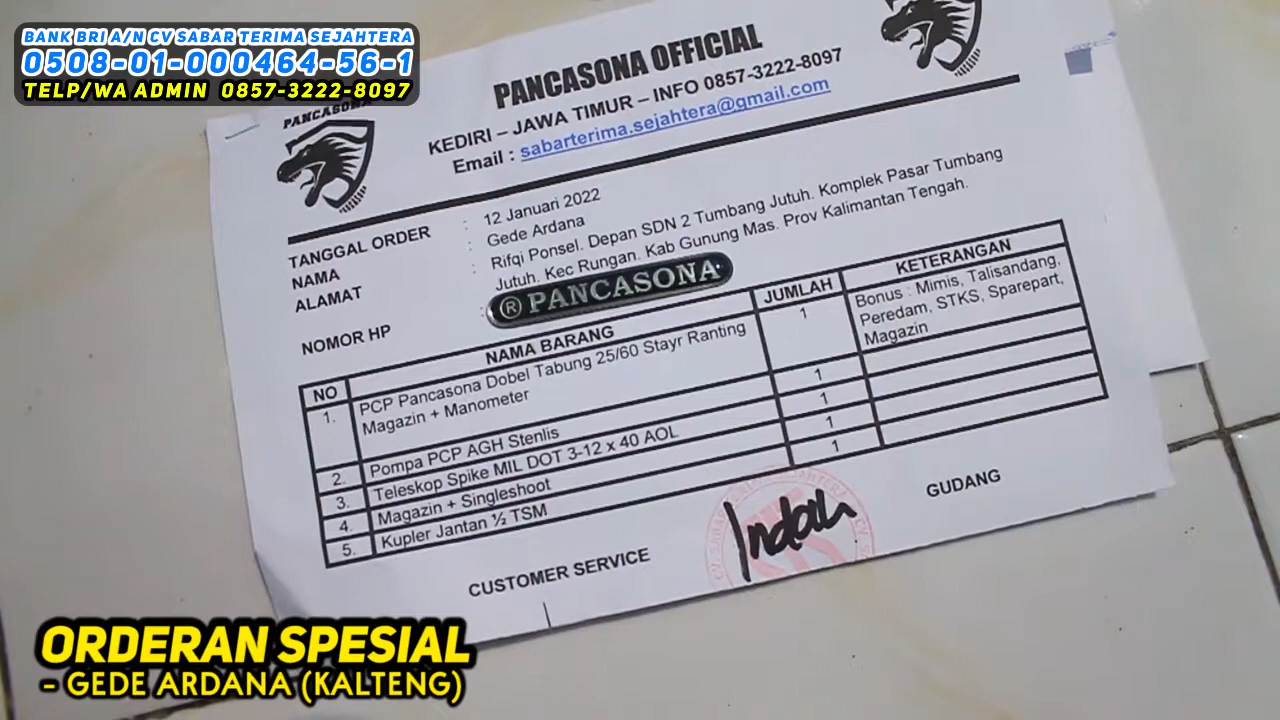 BANK BRI A/N CV SABAR TERIMA SEJAHTERA
0508-01-000464-56-1
TELP/WA ADMIN 0857-3222-8097
PANCASONA
PANCASONA OFFICIAL
KEDIRI – JAWA TIMUR – INFO 0857-3222-8097
Email : sabarterima.sejahtera@gmail.com
TANGGAL ORDER : 12 Januari 2022
NAMA : Gede Ardana
ALAMAT : Rifqi Ponsel. Depan SDN 2 Tumbang Jutuh. Komplek Pasar Tumbang
Jutuh. Kec Rungan. Kab Gunung Mas. Prov Kalimantan Tengah.
NOMOR HP :
® PANCASONA
NO NAMA BARANG JUMLAH KETERANGAN
1. PCP Pancasona Dobel Tabung 25/60 Stayr Ranting 1 Bonus : Mimis, Talisandang,
Magazin + Manometer Peredam, STKS, Sparepart,
Magazin
2. Pompa PCP AGH Stenlis 1
3. Teleskop Spike MIL DOT 3-12 x 40 AOL 1
4. Magazin + Singleshoot 1
5. Kupler Jantan ½ TSM 1
CUSTOMER SERVICE
Indah
GUDANG
ORDERAN SPESIAL
- GEDE ARDANA (KALTENG)